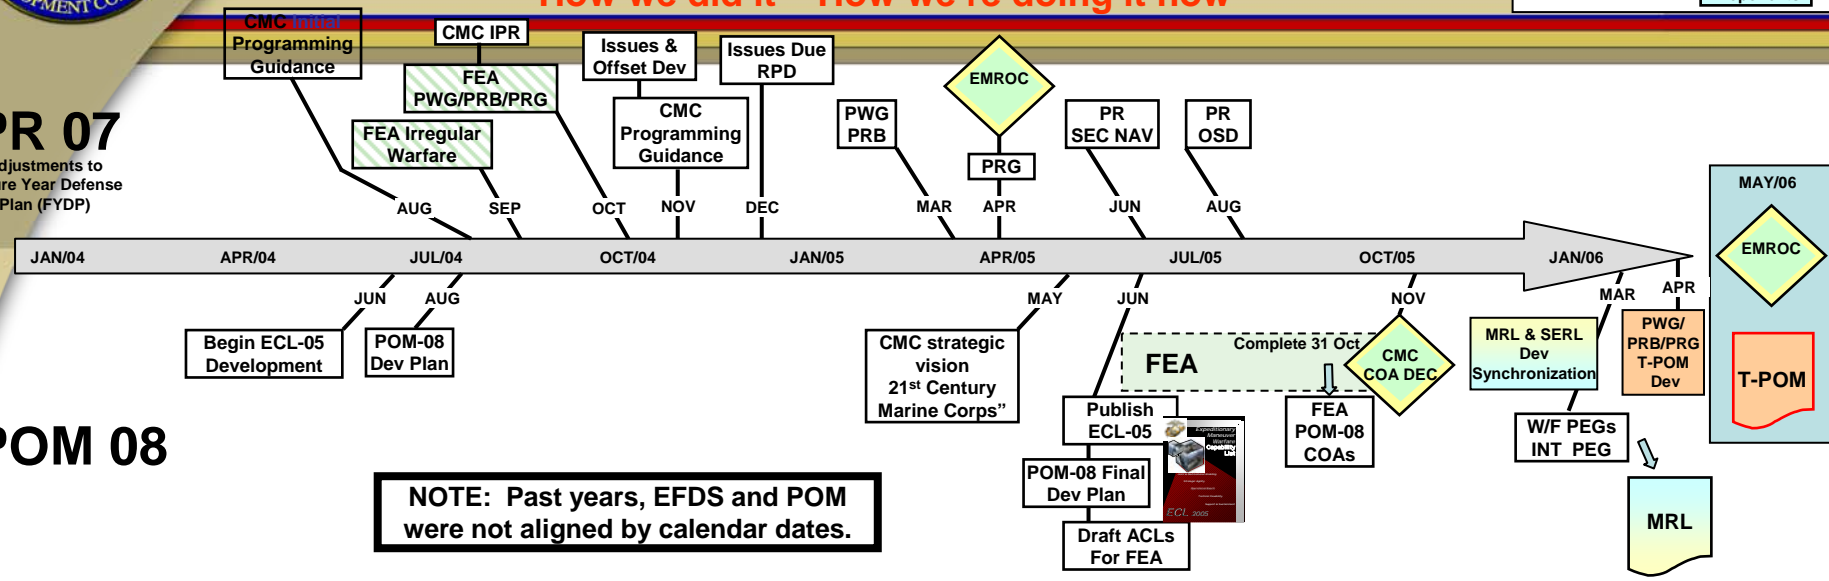 How we did it – How we're doing it now
CMC Initial
Programming
Guidance
CMC IPR
FEA
PWG/PRB/PRG
FEA Irregular
Warfare
Issues &
Offset Dev
CMC
Programming
Guidance
Issues Due
RPD
PWG
PRB
EMROC
PRG
PR
SEC NAV
PR
OSD
PR 07
djustments to
ure Year Defense
Plan (FYDP)
AUG
SEP
OCT
NOV
DEC
MAR
APR
JUN
AUG
JAN/04
APR/04
JUL/04
OCT/04
JAN/05
APR/05
JUL/05
OCT/05
JAN/06
MAY/06
EMROC
T-POM
JUN
AUG
MAY
JUN
NOV
MAR
APR
Begin ECL-05
Development
POM-08
Dev Plan
CMC strategic
vision
21st Century
Marine Corps”
FEA
Complete 31 Oct
CMC
COA DEC
MRL & SERL
Dev
Synchronization
PWG/
PRB/PRG
T-POM
Dev
Publish
ECL-05
Expeditionary
Maneuver
Warfare
Capability
List
ECL 2005
POM-08 Final
Dev Plan
Draft ACLs
For FEA
FEA
POM-08
COAs
W/F PEGs
INT PEG
MRL
POM 08
NOTE: Past years, EFDS and POM
were not aligned by calendar dates.